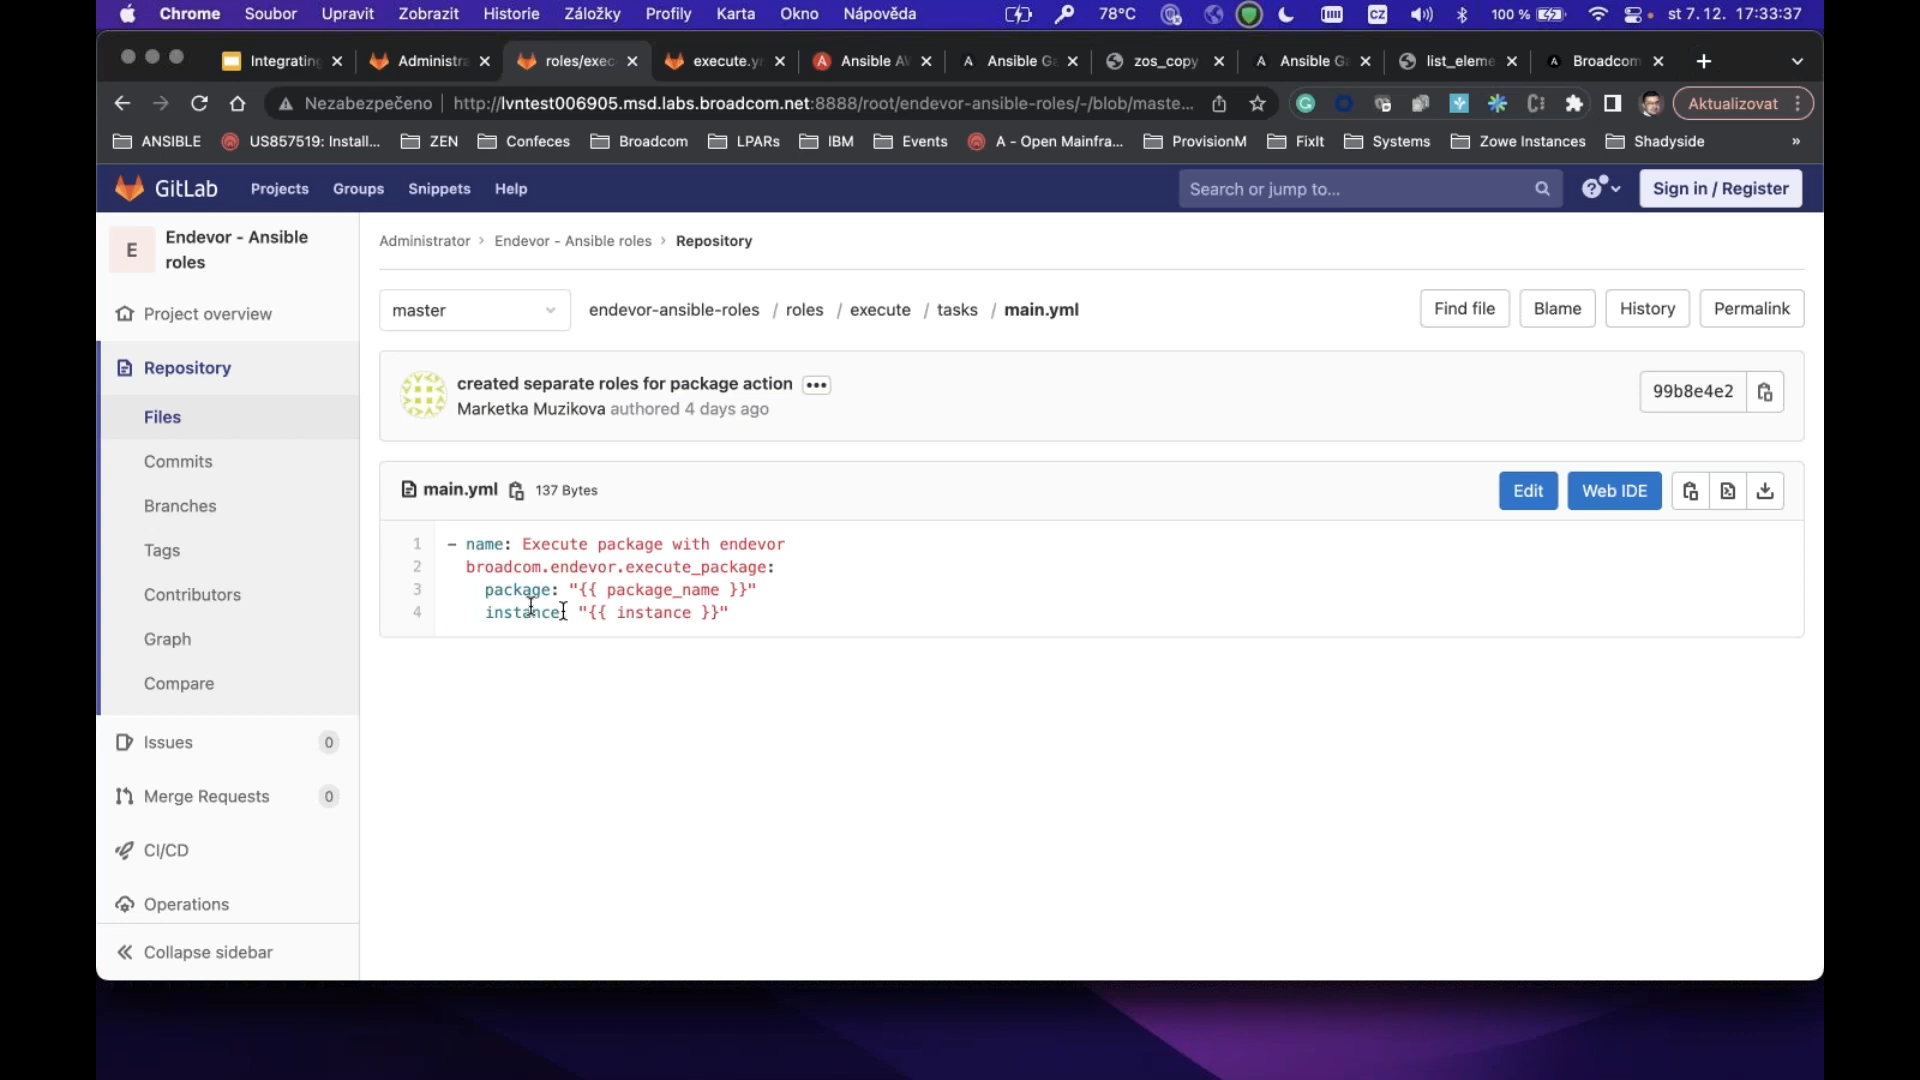 Chrome Soubor Upravit Zobrazit Historie Záložky Profily Karta Okno Nápověda 78°C CZ 100 % st 7. 12. 17:33:37
Integrating Administra roles/exec execute.y Ansible A Ansible G zos_copy Ansible G list_eleme Broadcom
Nezabezpečeno http://lvntest006905.msd.labs.broadcom.net:8888/root/endevor-ansible-roles/-/blob/maste... Aktualizovat
ANSIBLE US857519: Install... ZEN Confeces Broadcom LPARs IBM Events A - Open Mainfra... ProvisionM FixIt Systems Zowe Instances Shadyside »
GitLab Projects Groups Snippets Help Search or jump to... Sign in / Register
E Endevor - Ansible roles
Project overview
Repository
Files
Commits
Branches
Tags
Contributors
Graph
Compare
Issues 0
Merge Requests 0
CI/CD
Operations
Collapse sidebar
Administrator > Endevor - Ansible roles > Repository
master endevor-ansible-roles / roles / execute / tasks / main.yml Find file Blame History Permalink
created separate roles for package action
Marketka Muzikova authored 4 days ago
99b8e4e2
main.yml 137 Bytes Edit Web IDE
1 - name: Execute package with endevor
2 broadcom.endevor.execute_package:
3 package: "{{ package_name }}"
4 instance: "{{ instance }}"